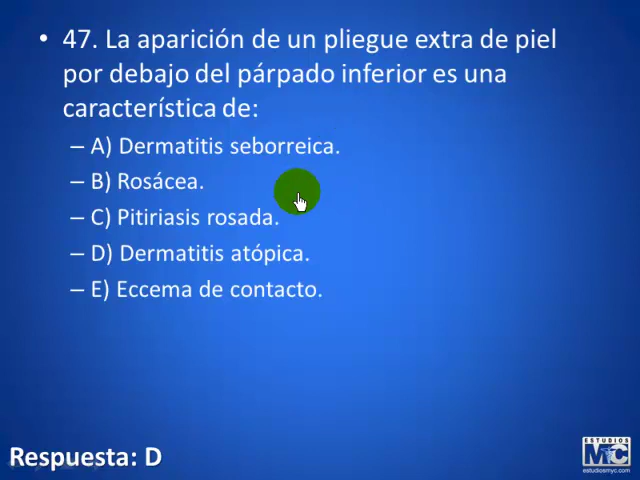 • 47. La aparición de un pliegue extra de piel
por debajo del párpado inferior es una
característica de:
– A) Dermatitis seborreica.
– B) Rosácea.
– C) Pitiriasis rosada.
– D) Dermatitis atópica.
– E) Eccema de contacto.
Respuesta: D
ESTUDIOS
MyC
estudiosmyc.com